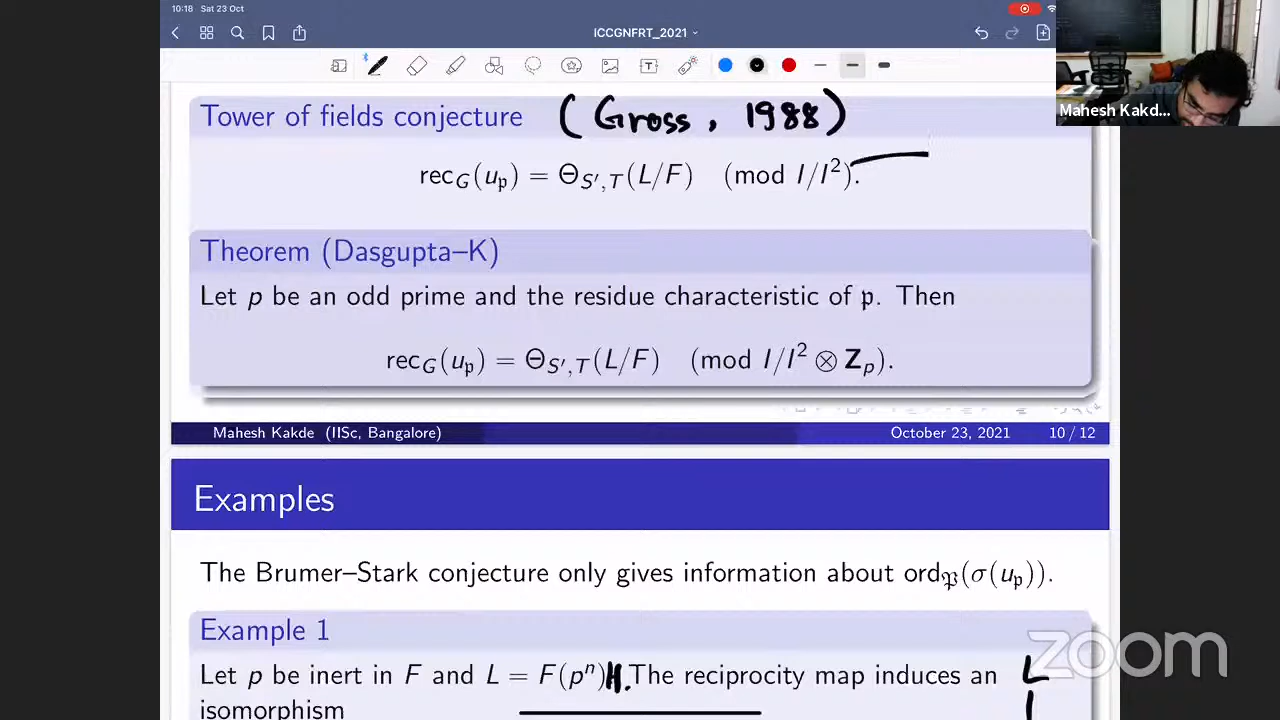 10:18 Sat 23 Oct
ICCGNFRT_2021
Mahesh Kakd...
Tower of fields conjecture (Gross, 1988)
rec_G(u_𝔭) = Θ_{S′,T}(L/F) (mod I/I²).
Theorem (Dasgupta–K)
Let p be an odd prime and the residue characteristic of 𝔭. Then
rec_G(u_𝔭) = Θ_{S′,T}(L/F) (mod I/I² ⊗ Z_p).
Mahesh Kakde (IISc, Bangalore) October 23, 2021 10 / 12
Examples
The Brumer–Stark conjecture only gives information about ord_𝔓(σ(u_𝔭)).
Example 1
Let p be inert in F and L = F(pⁿ)H. The reciprocity map induces an L
isomorphism
zoom